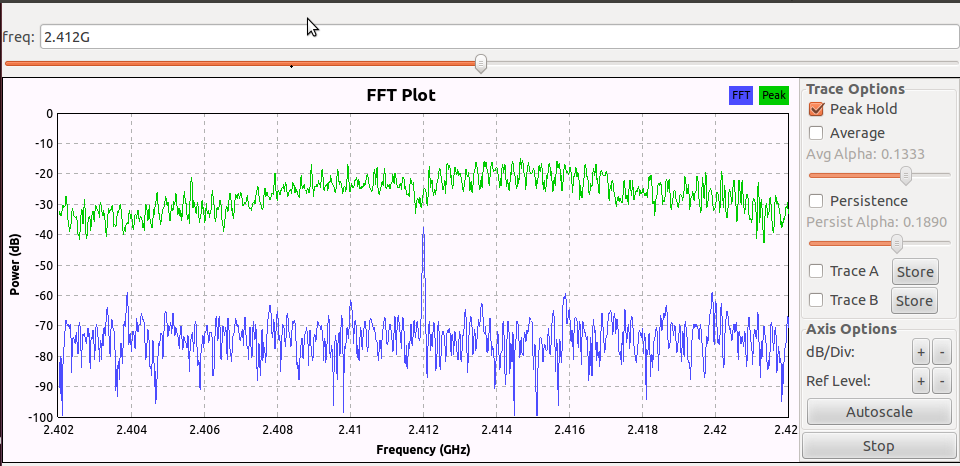 freq: 2.412G
FFT Plot
FFT Peak
Trace Options
Peak Hold
Average
Avg Alpha: 0.1333
Persistence
Persist Alpha: 0.1890
Trace A Store
Trace B Store
Axis Options
dB/Div: + -
Ref Level: + -
Autoscale
Stop
Power (dB)
0
-10
-20
-30
-40
-50
-60
-70
-80
-90
-100
2.402 2.404 2.406 2.408 2.41 2.412 2.414 2.416 2.418 2.42 2.42
Frequency (GHz)